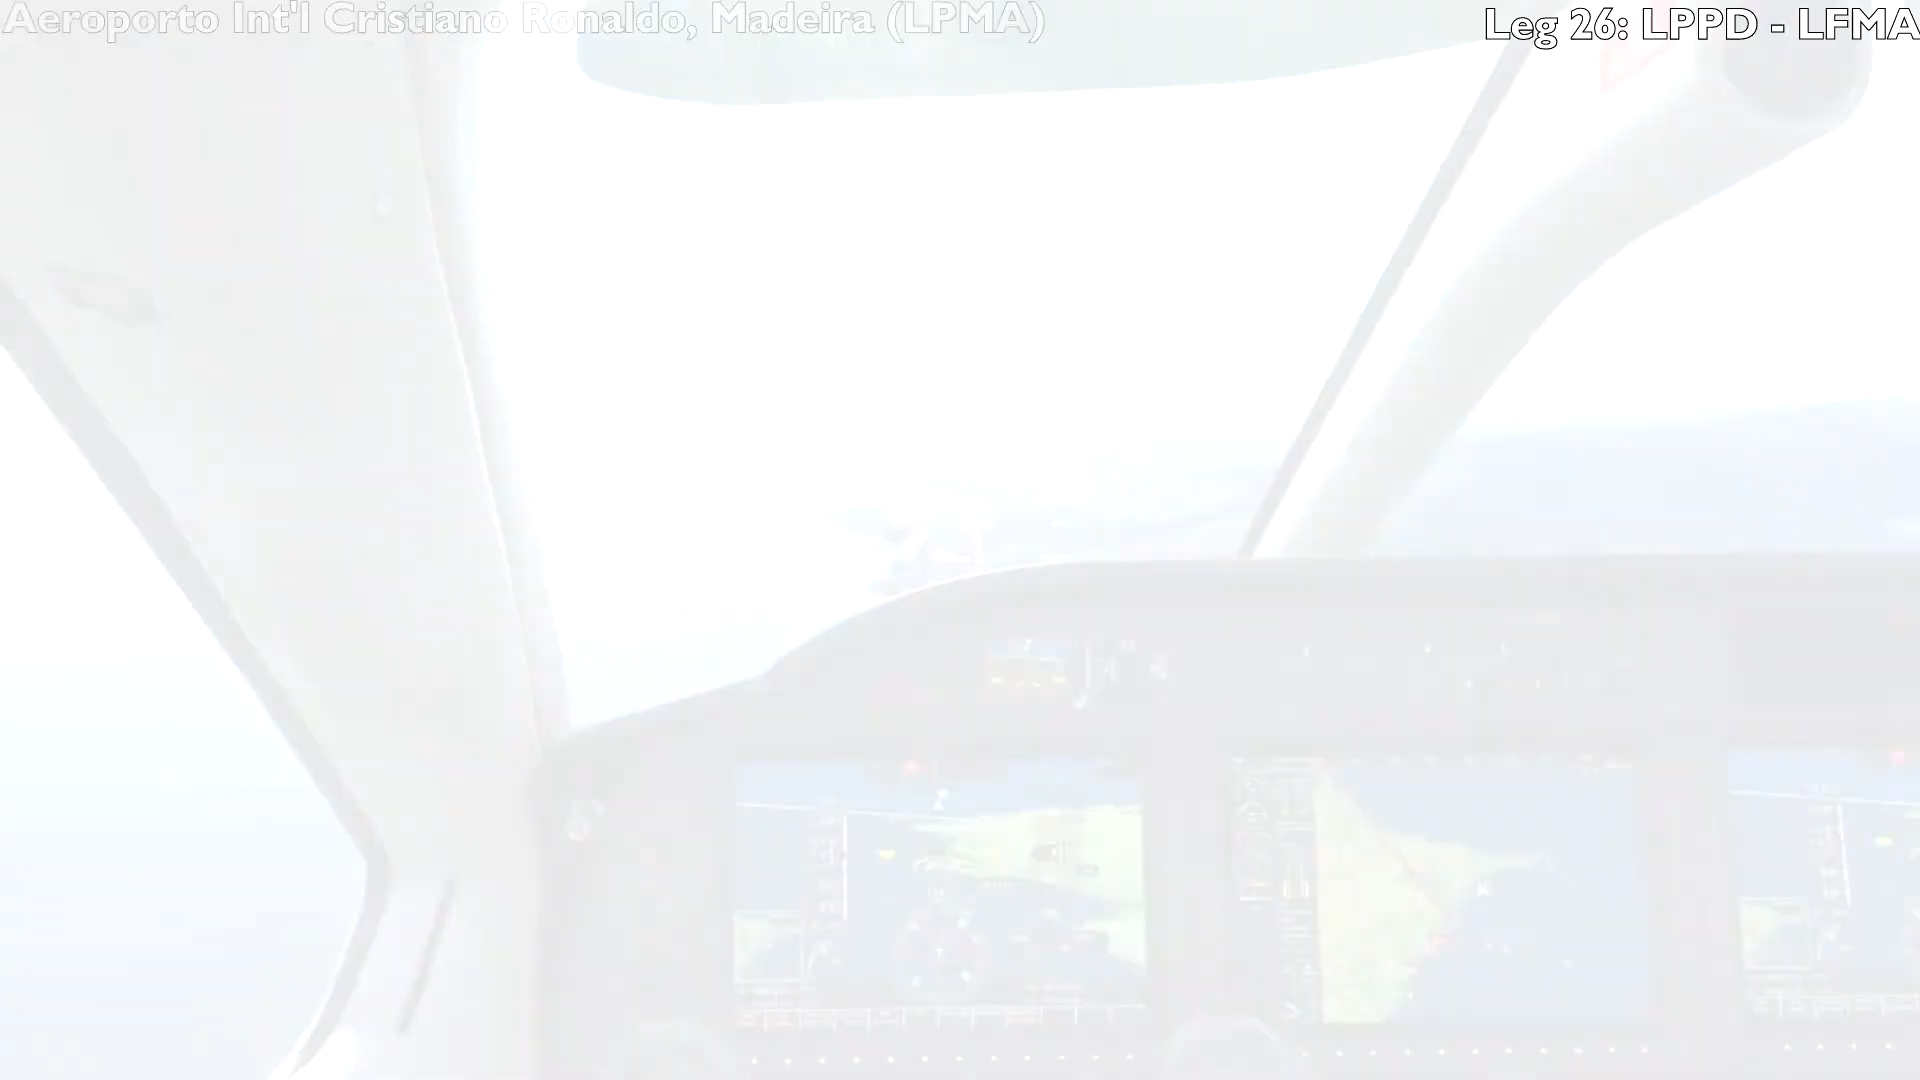 Aeroporto Int'l Cristiano Ronaldo, Madeira (LPMA)
Leg 26: LPPD - LFMA